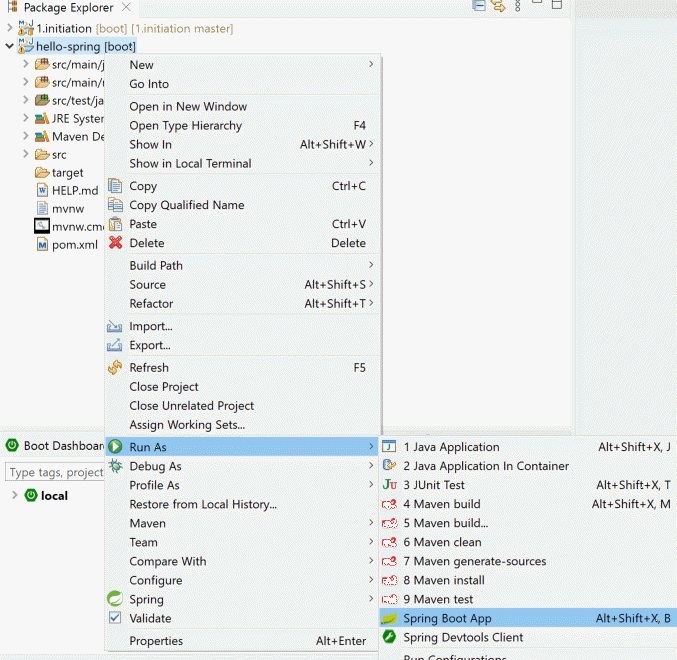 Package Explorer
1.initiation [boot] [1.initiation master]
hello-spring [boot]
src/main/j
src/main/
src/test/ja
JRE System
Maven De
src
target
HELP.md
mvnw
mvnw.cmd
pom.xml
New
Go Into
Open in New Window
Open Type Hierarchy F4
Show In Alt+Shift+W
Show in Local Terminal
Copy Ctrl+C
Copy Qualified Name
Paste Ctrl+V
Delete Delete
Build Path
Source Alt+Shift+S
Refactor Alt+Shift+T
Import...
Export...
Refresh F5
Close Project
Close Unrelated Project
Assign Working Sets...
Boot Dashboard
Type tags, project
local
Run As
Debug As
Profile As
Restore from Local History...
Maven
Team
Compare With
Configure
Spring
Validate
Properties Alt+Enter
1 Java Application Alt+Shift+X, J
2 Java Application In Container
3 JUnit Test Alt+Shift+X, T
4 Maven build Alt+Shift+X, M
5 Maven build...
6 Maven clean
7 Maven generate-sources
8 Maven install
9 Maven test
Spring Boot App Alt+Shift+X, B
Spring Devtools Client
Run Configurations...